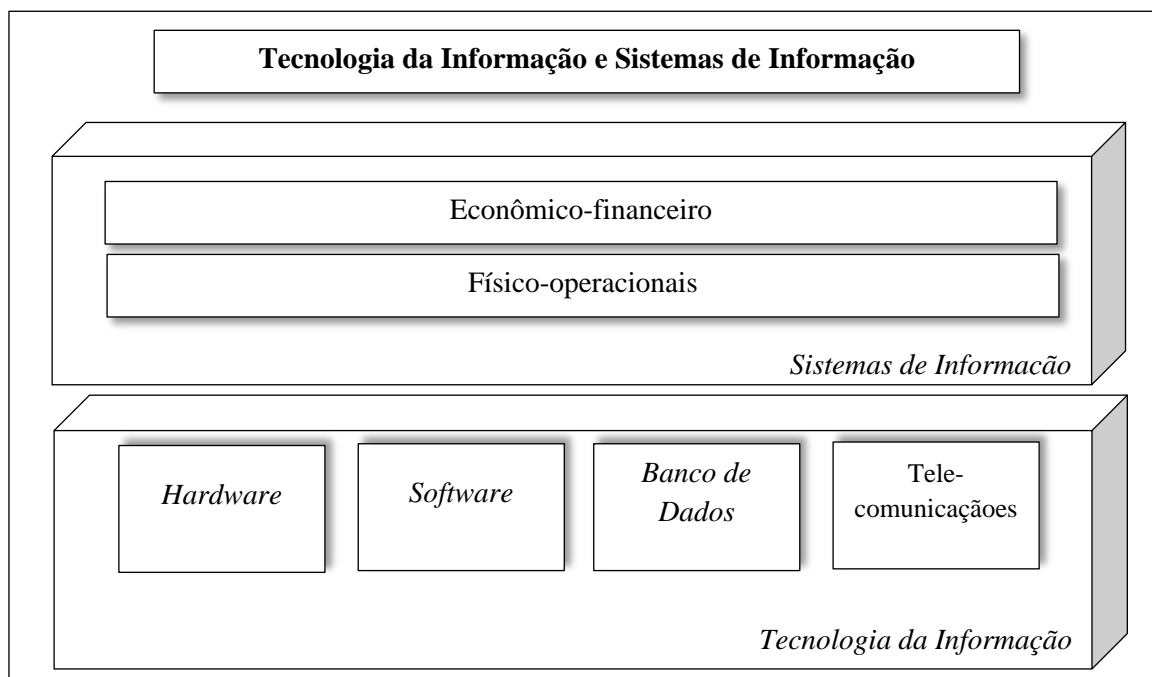 Tecnologia da Informação e Sistemas de Informação
Econômico-financeiro
Físico-operacionais
Sistemas de Informacão
Hardware
Software
Banco de
Dados
Tele-
comunicaçãoes
Tecnologia da Informação